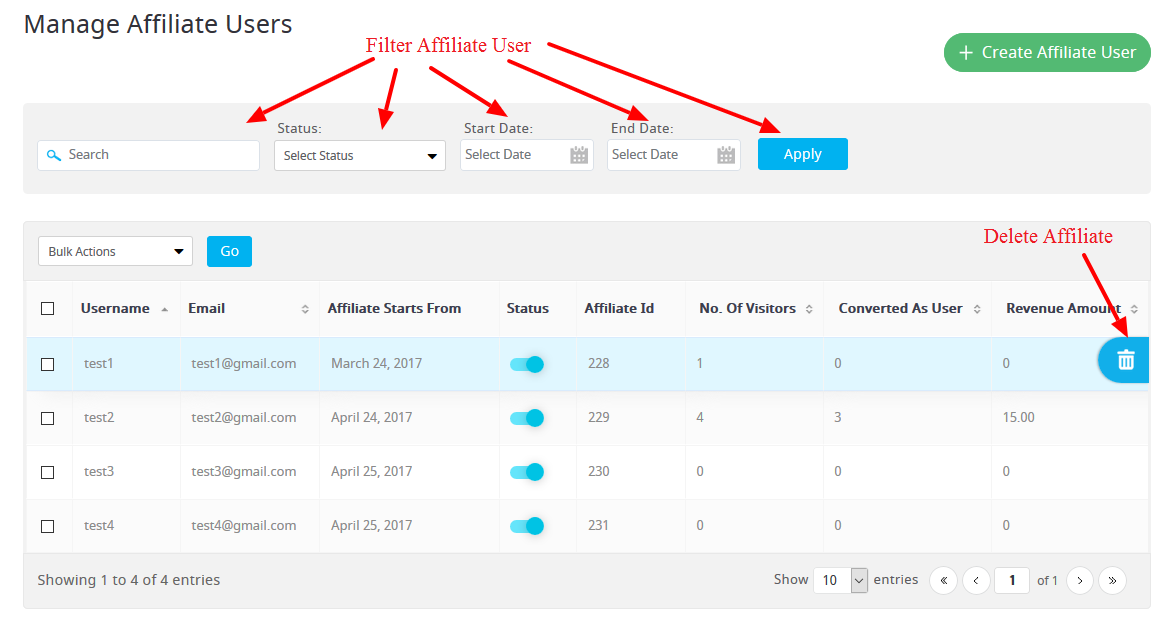 Manage Affiliate Users
Filter Affiliate User
+ Create Affiliate User
Status:
Start Date:
End Date:
Search
Select Status
Select Date
Select Date
Apply
Delete Affiliate
Bulk Actions
Go
Username Email Affiliate Starts From Status Affiliate Id No. Of Visitors Converted As User Revenue Amount
test1 test1@gmail.com March 24, 2017 228 1 0 0
test2 test2@gmail.com April 24, 2017 229 4 3 15.00
test3 test3@gmail.com April 25, 2017 230 0 0 0
test4 test4@gmail.com April 25, 2017 231 0 0 0
Showing 1 to 4 of 4 entries
Show 10 entries « ‹ 1 of 1 › »